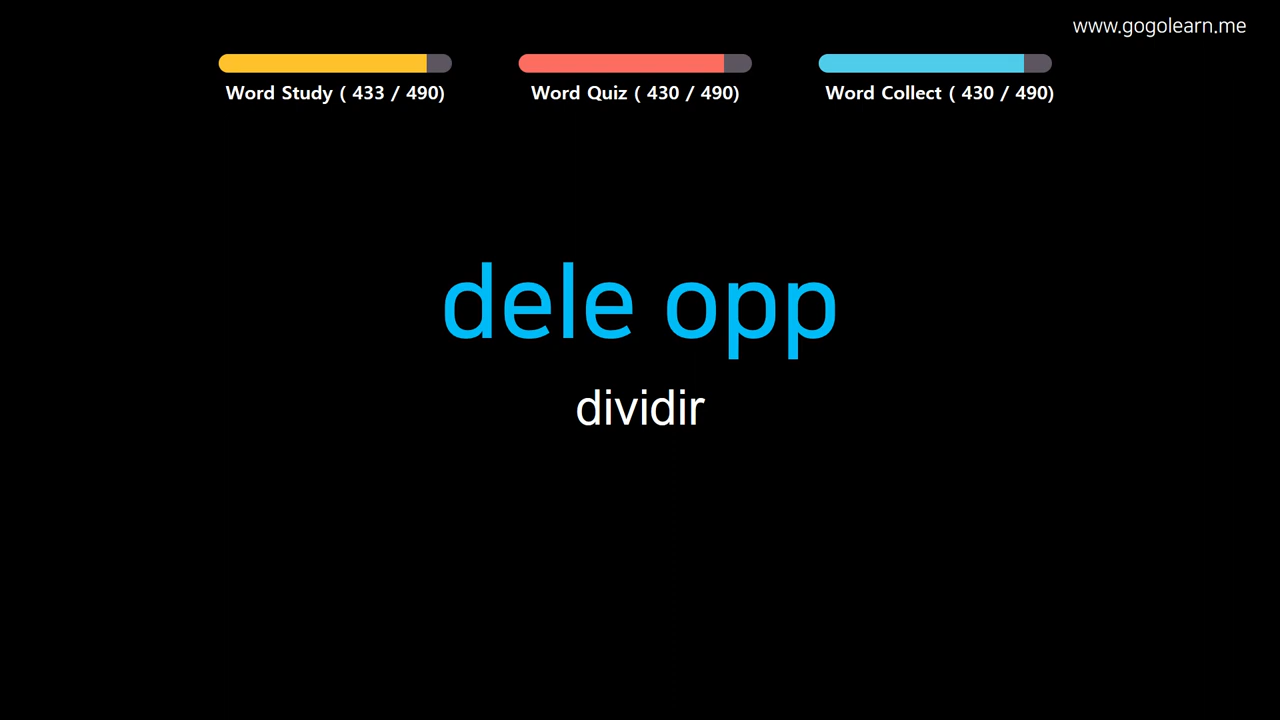 www.gogolearn.me
Word Study ( 433 / 490)
Word Quiz ( 430 / 490)
Word Collect ( 430 / 490)
dele opp
dividir